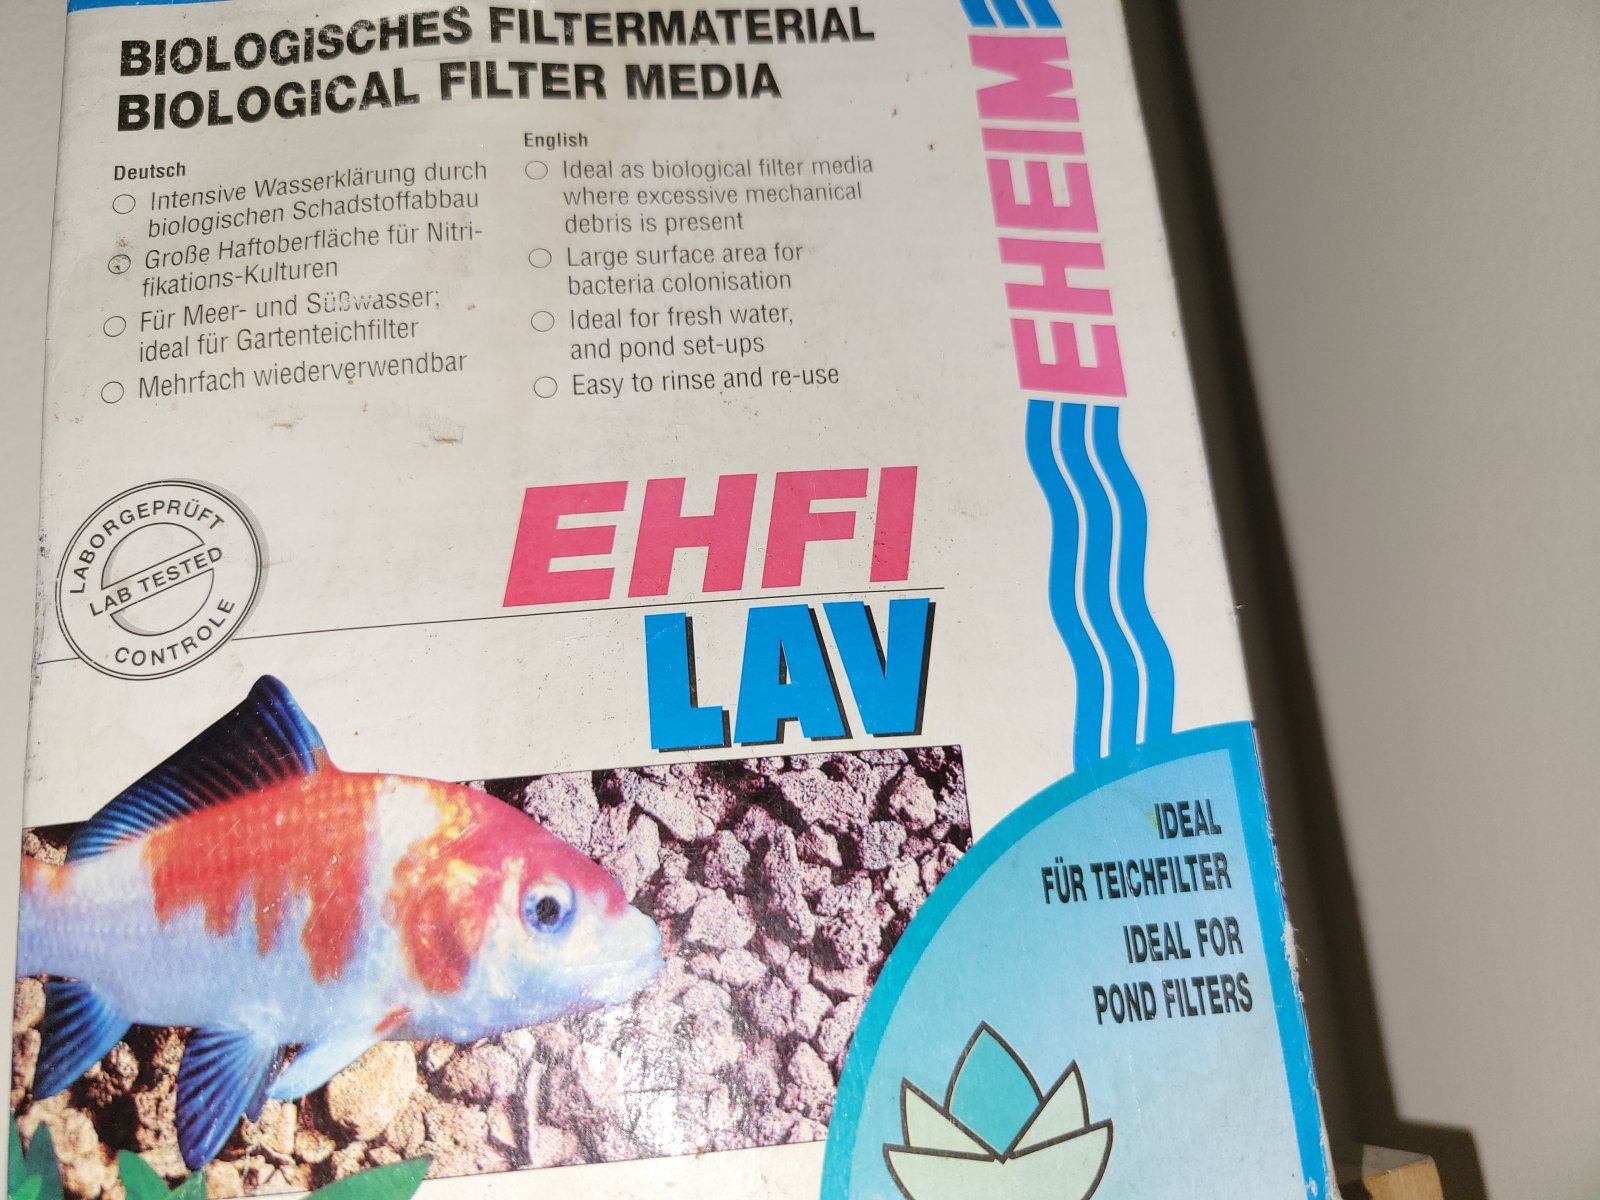 BIOLOGISCHES FILTERMATERIAL
BIOLOGICAL FILTER MEDIA
Deutsch
Intensive Wasserklärung durch
biologischen Schadstoffabbau
Große Haftoberfläche für Nitri-
fikations-Kulturen
Für Meer- und Süßwasser;
ideal für Gartenteichfilter
Mehrfach wiederverwendbar
English
Ideal as biological filter media
where excessive mechanical
debris is present
Large surface area for
bacteria colonisation
Ideal for fresh water,
and pond set-ups
Easy to rinse and re-use
EHEIM
LABORGEPRÜFT
LAB TESTED
CONTROLE
EHFI
LAV
IDEAL
FÜR TEICHFILTER
IDEAL FOR
POND FILTERS